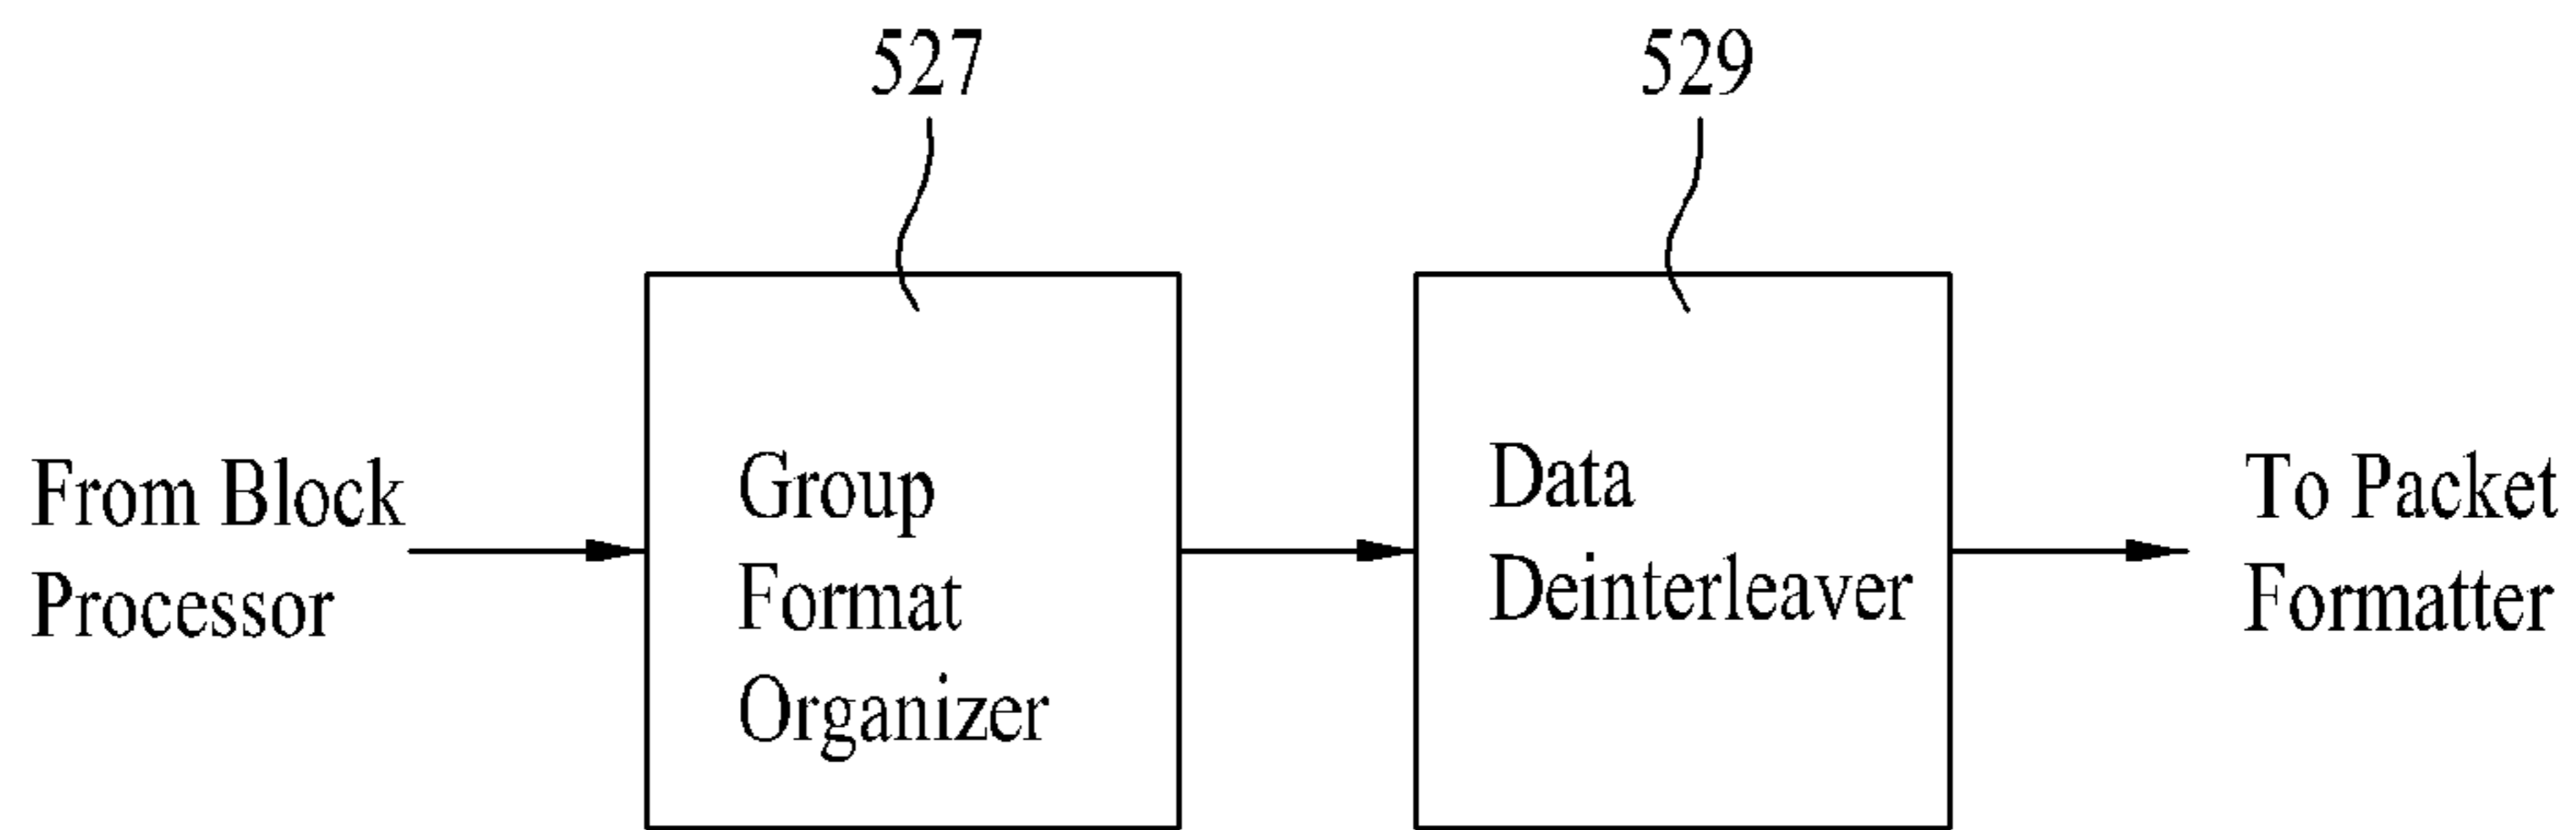 527
529
From Block
Processor
Group
Format
Organizer
Data
Deinterleaver
To Packet
Formatter